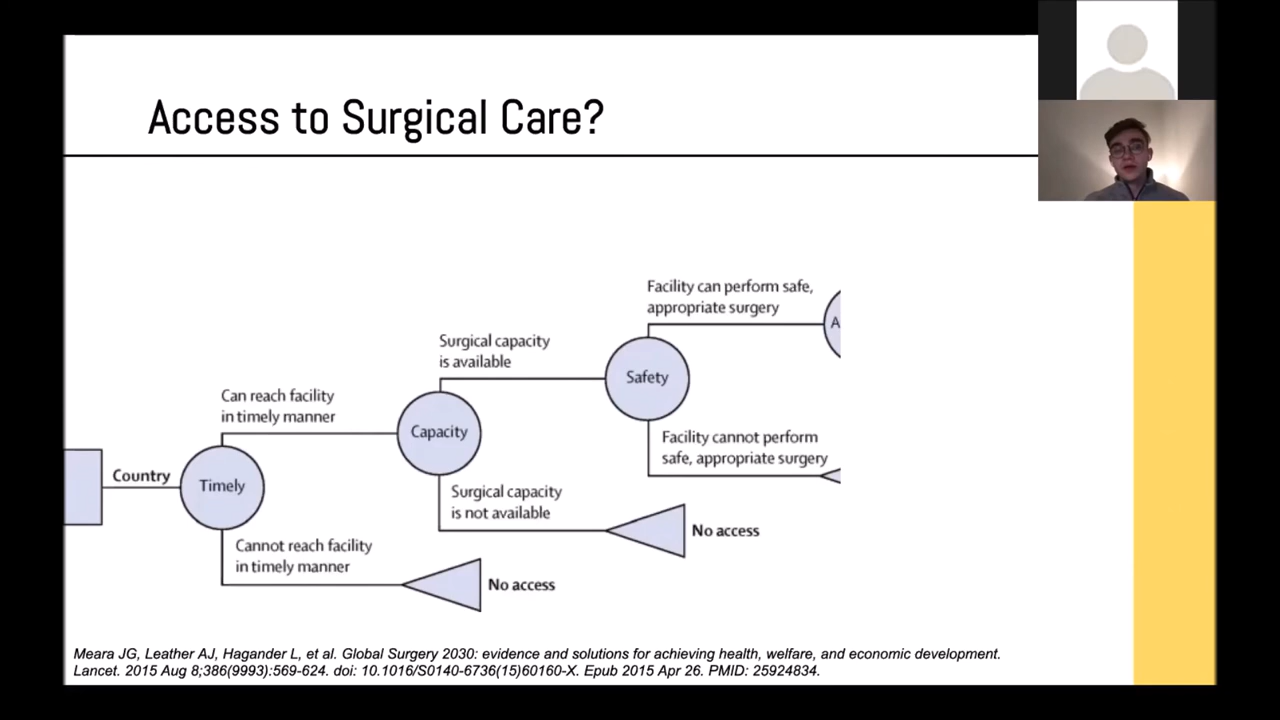 Access to Surgical Care?
Facility can perform safe,
appropriate surgery
A
Surgical capacity
is available
Safety
Can reach facility
in timely manner
Capacity
Facility cannot perform
safe, appropriate surgery
Country
Timely
Surgical capacity
is not available
No access
Cannot reach facility
in timely manner
No access
Meara JG, Leather AJ, Hagander L, et al. Global Surgery 2030: evidence and solutions for achieving health, welfare, and economic development.
Lancet. 2015 Aug 8;386(9993):569-624. doi: 10.1016/S0140-6736(15)60160-X. Epub 2015 Apr 26. PMID: 25924834.